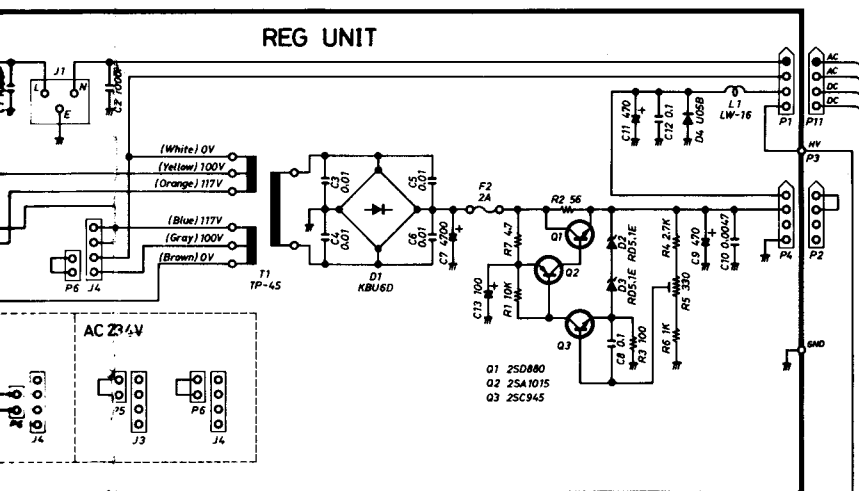 REG UNIT
J1
L
N
E
C2 1000P
AC
AC
DC
DC
P1
P11
L1
LW-16
C11 470
+
C12 0.1
D4 U05B
HV
P3
(White) 0V
(Yellow) 100V
(Orange) 117V
(Blue) 117V
(Gray) 100V
(Brown) 0V
T1
TP-45
P6
J4
C3
0.01
C5
0.01
C4
0.01
C6
0.01
D1
KBU6D
C7 4700
+
F2
2A
R2 56
Q1
R7 4.7
Q2
C13 100
+
R1 10K
Q3
D2
RD5.1E
D3
RD5.1E
C8 0.1
R3 100
R4 2.7K
R5 330
R6 1K
C9 470
+
C10 0.0047
P4
P2
GND
Q1 2SD880
Q2 2SA1015
Q3 2SC945
AC 234V
J4
P5
J3
P6
J4